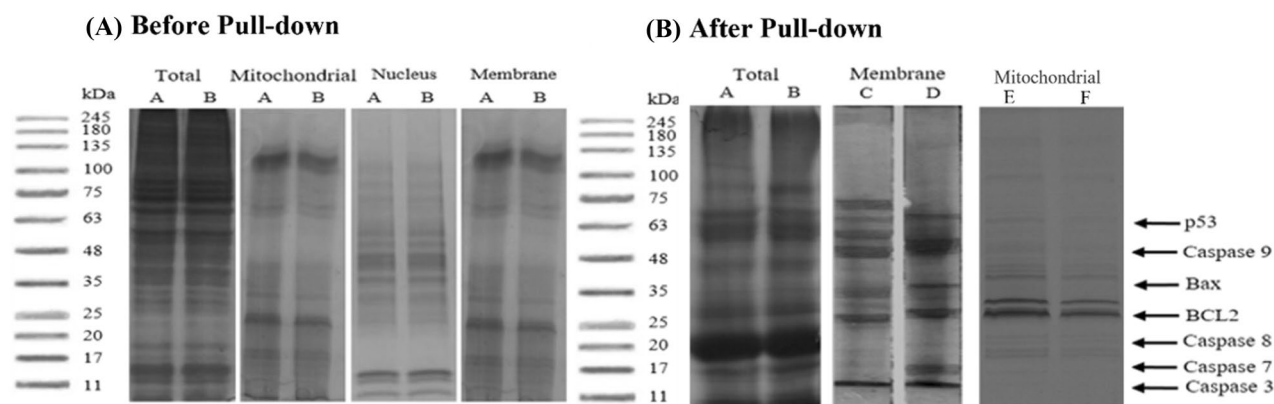 (A) Before Pull-down
(B) After Pull-down
Total Mitochondrial Nucleus Membrane
kDa A B A B A B A B
245
180
135
100
75
63
48
35
25
20
17
11
Total Membrane Mitochondrial
kDa A B C D E F
245
180
135
100
75
63
48
35
25
20
17
11
p53
Caspase 9
Bax
BCL2
Caspase 8
Caspase 7
Caspase 3